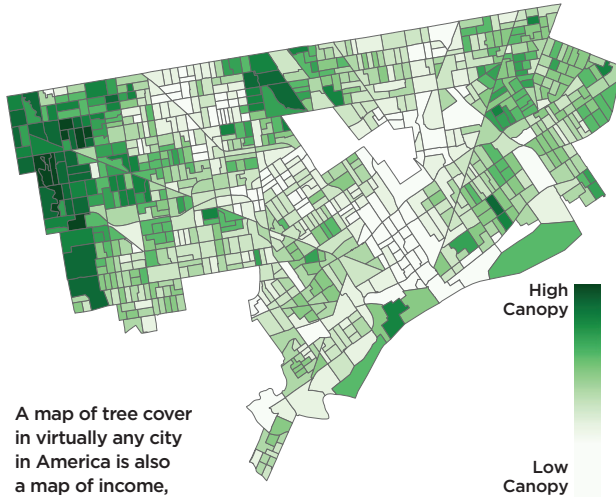 High
Canopy
A map of tree cover
in virtually any city
in America is also
a map of income,
Low
Canopy